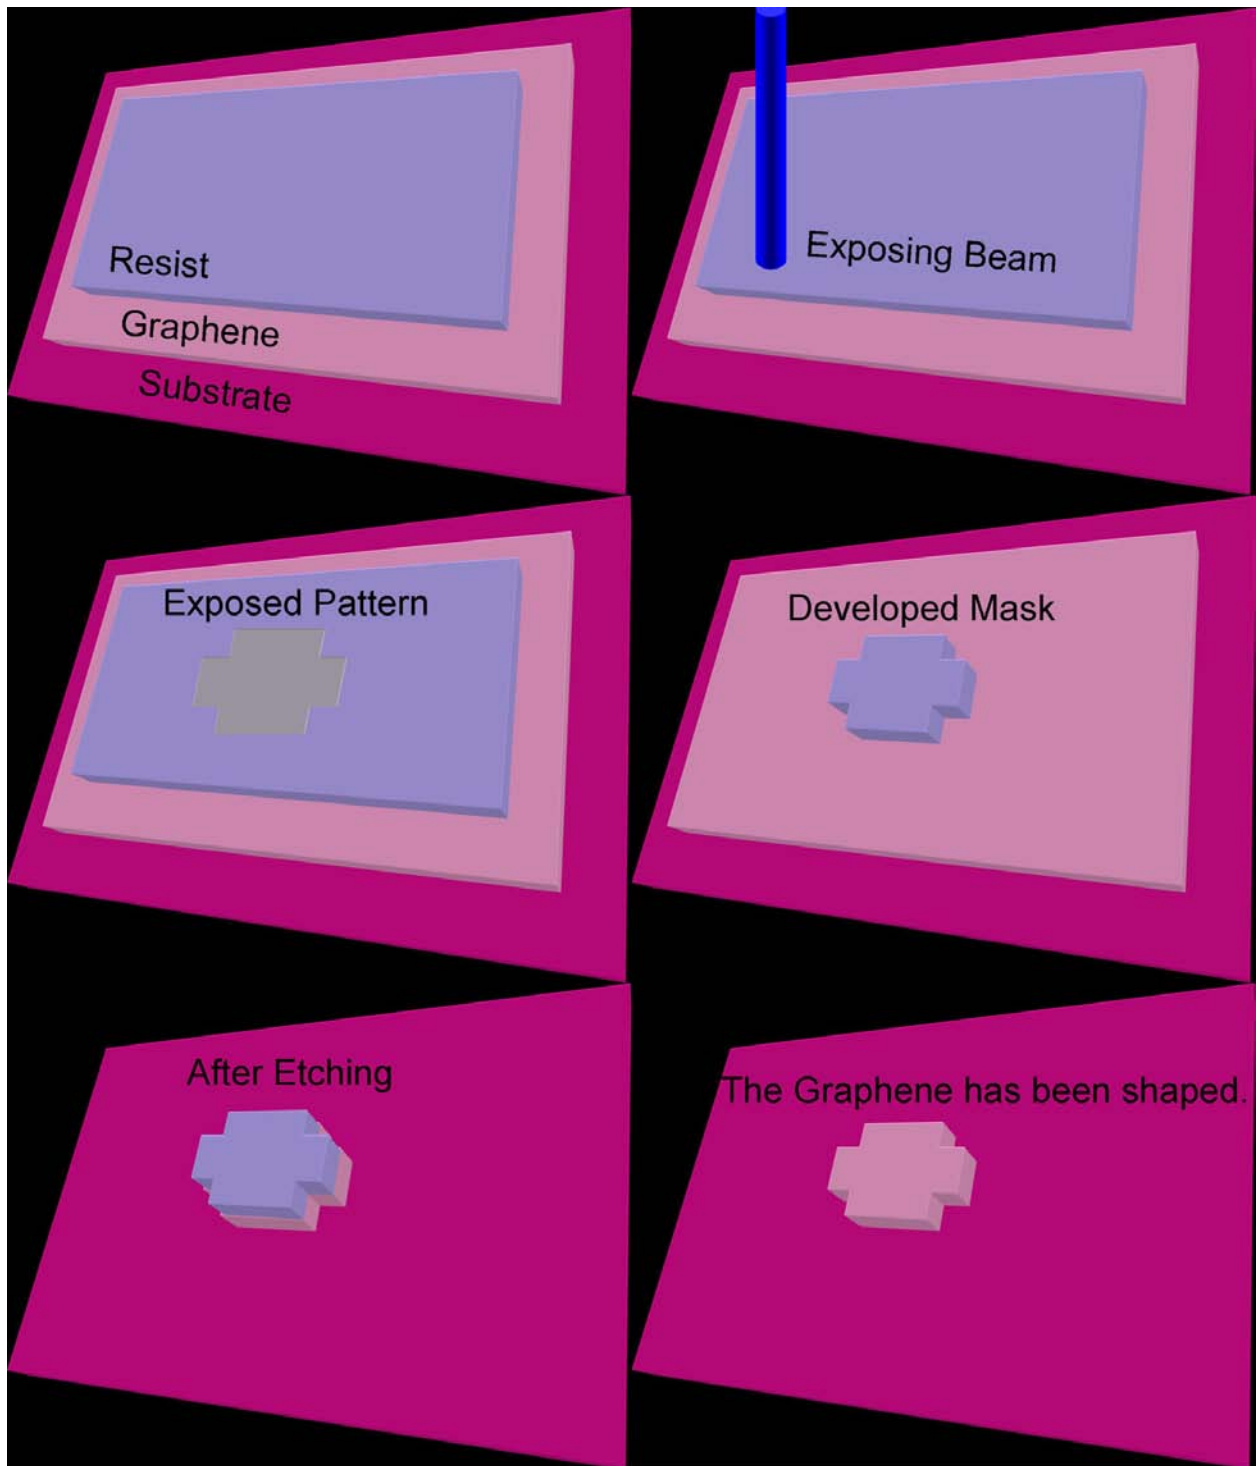 Resist
Graphene
Substrate
Exposing Beam
Exposed Pattern
Developed Mask
After Etching
The Graphene has been shaped.